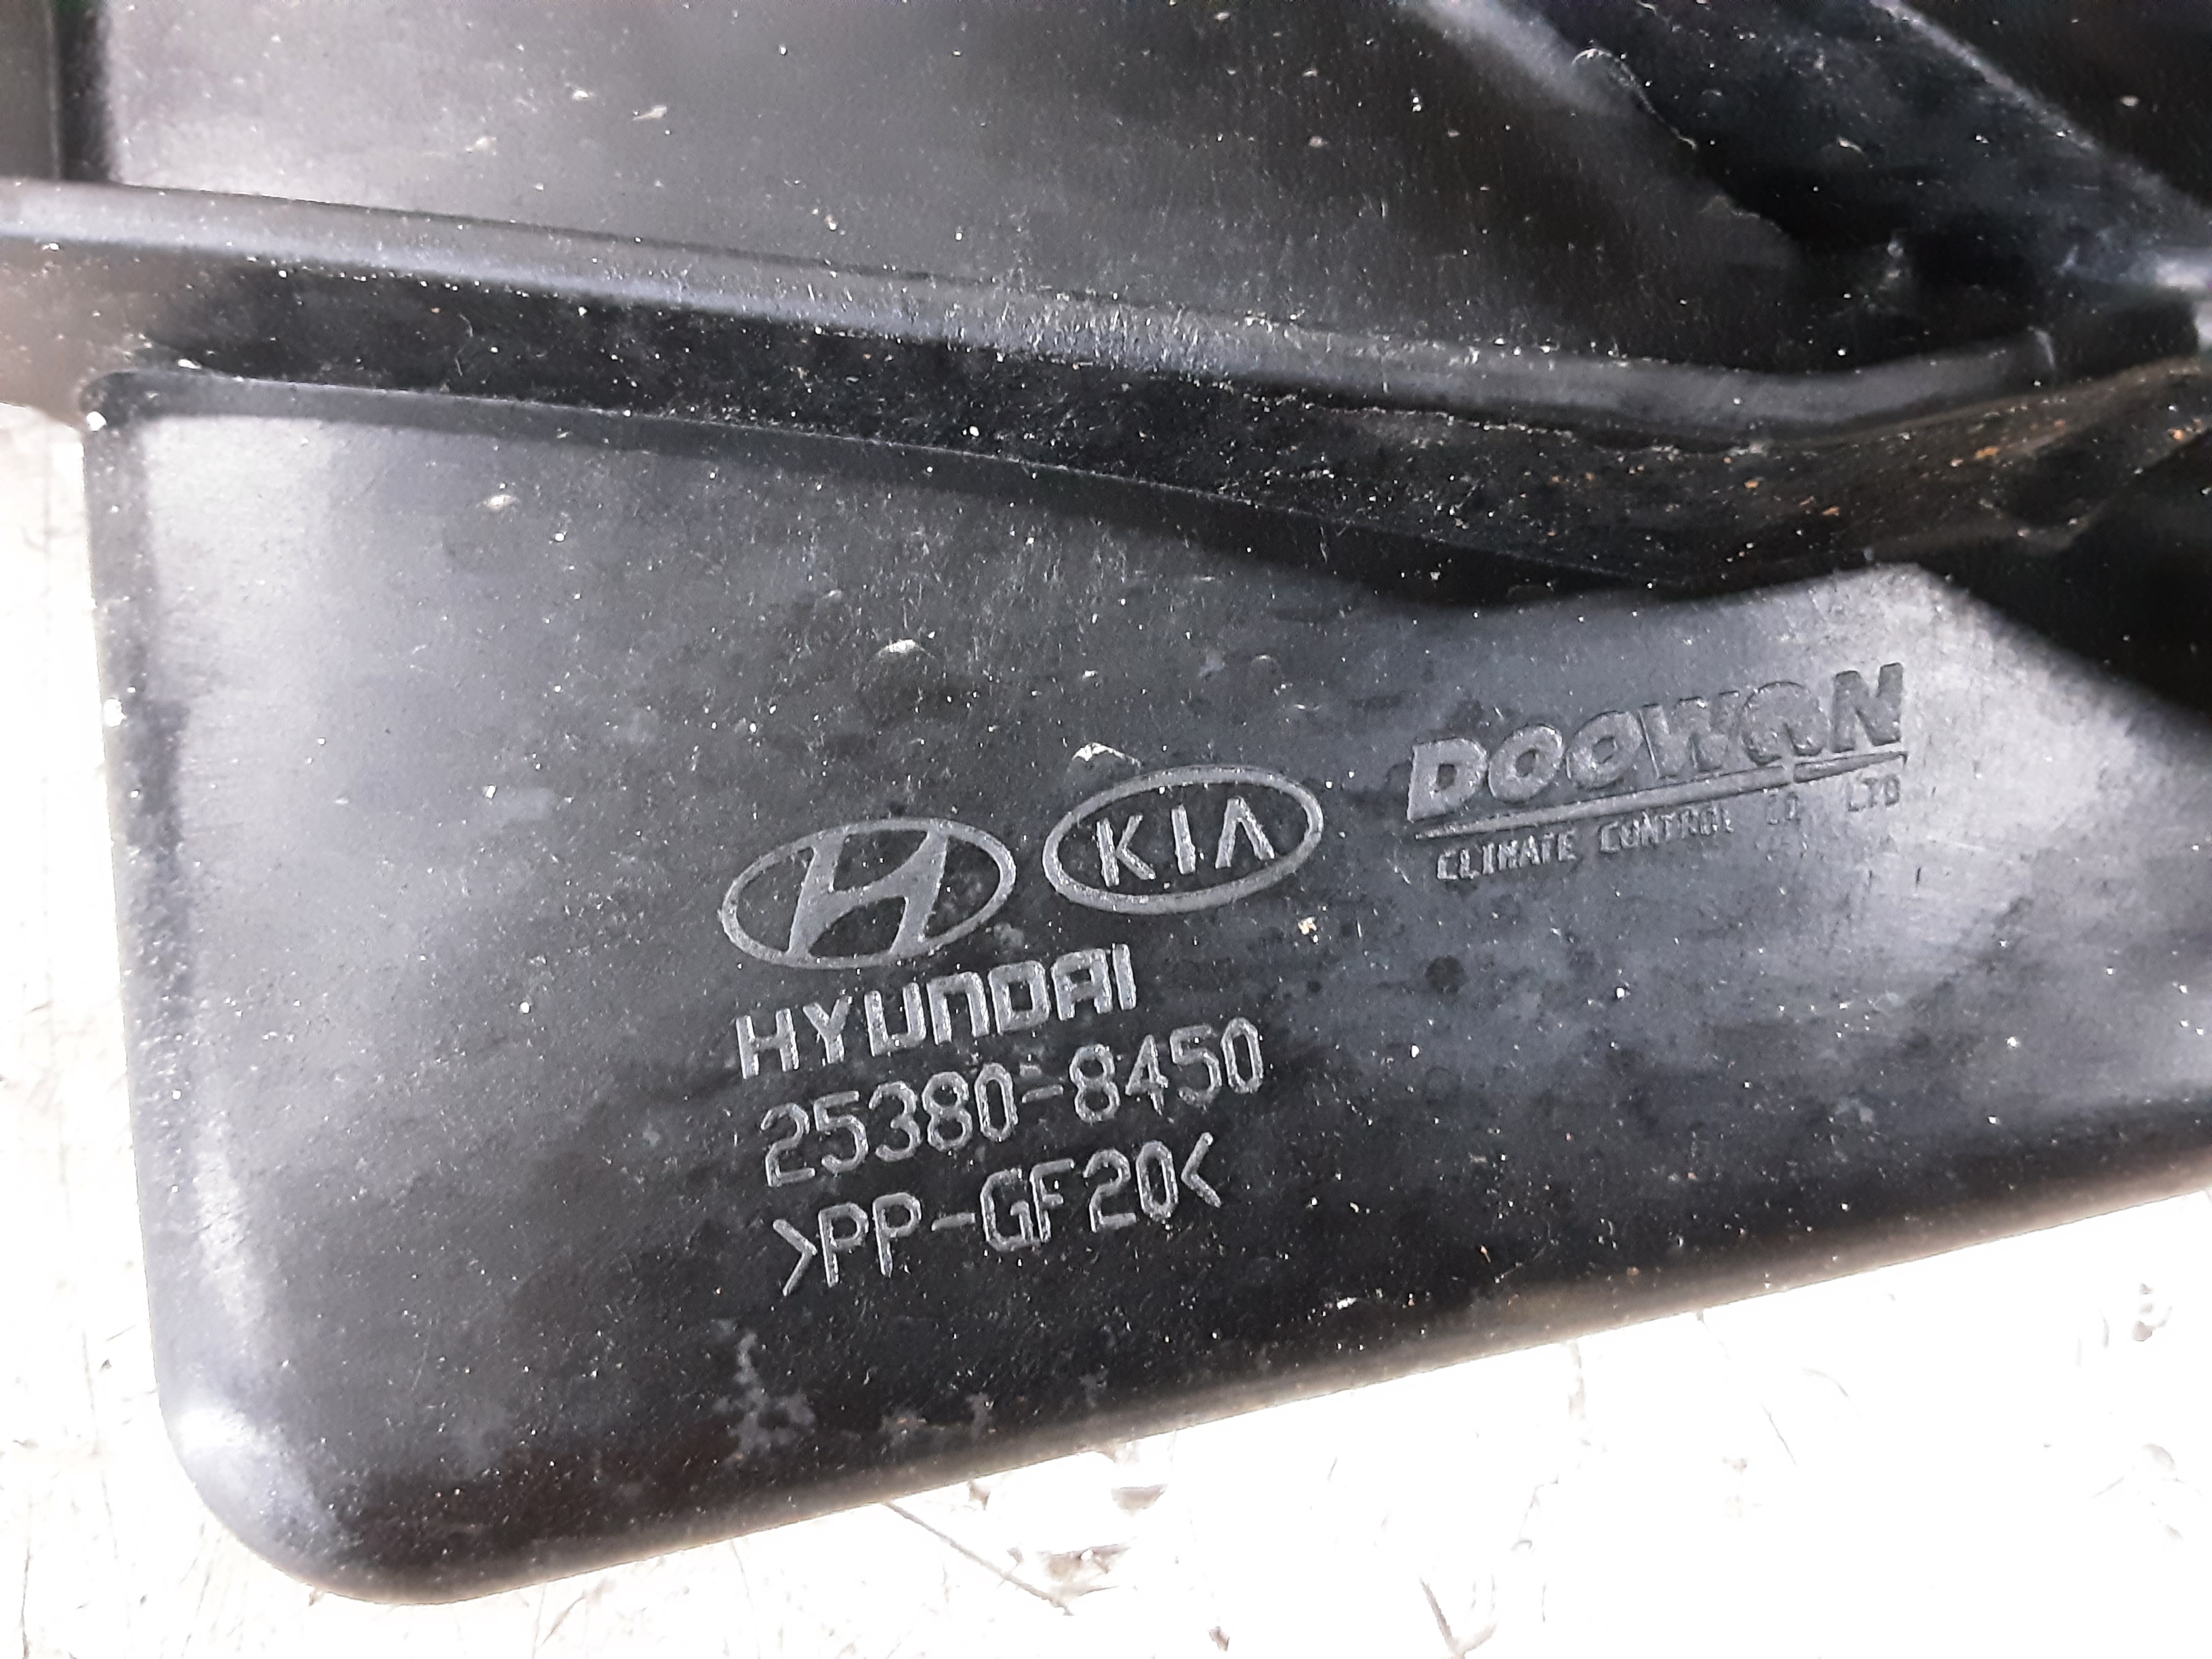 DOOWON
CLIMATE CONTROL CO. LTD
KIA
HYUNDAI
25380-8450
>PP-GF20<